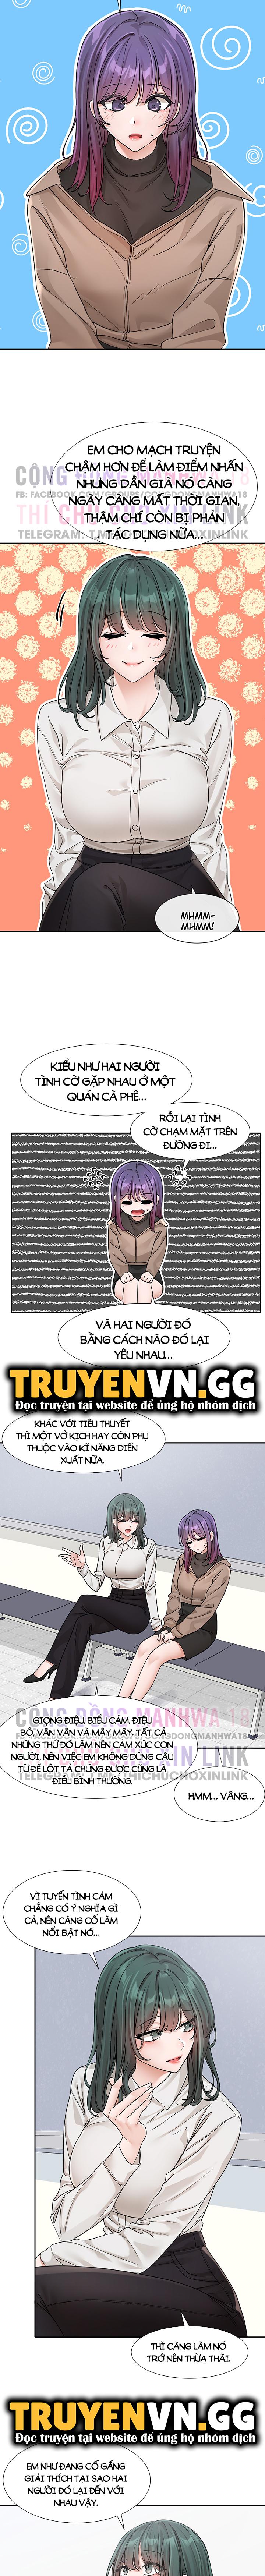 EM CHO MẠCH TRUYỆN
CHẬM HƠN ĐỂ LÀM ĐIỂM NHẤN
NHƯNG DẦN GIÀ NÓ CÀNG
NGÀY CÀNG MẤT THỜI GIAN,
THẬM CHÍ CÒN BỊ PHẢN
TÁC DỤNG NỮA...
MHMM-
MHMM!
KIỂU NHƯ HAI NGƯỜI
TÌNH CỜ GẶP NHAU Ở MỘT
QUÁN CÀ PHÊ...
RỒI LẠI TÌNH
CỜ CHẠM MẶT TRÊN
ĐƯỜNG ĐI...
VÀ HAI NGƯỜI ĐÓ
BẰNG CÁCH NÀO ĐÓ LẠI
YÊU NHAU...
TRUYENVN.GG
Đọc truyện tại website để ủng hộ nhóm dịch
KHÁC VỚI TIỂU THUYẾT
THÌ MỘT VỞ KỊCH HAY CÒN PHỤ
THUỘC VÀO KĨ NĂNG DIỄN
XUẤT NỮA.
CỘNG ĐỒNG MANHWA 18
GIỌNG ĐIỆU, BIỂU CẢM, ĐIỆU
BỘ, VÂN VÂN VÀ MÂY MÂY. TẤT CẢ
NHỮNG THỨ ĐÓ LÀM NÊN CẢM XÚC CON
NGƯỜI, NÊN VIỆC EM KHÔNG DÙNG CÂU
TỪ ĐỂ LỘT TẢ CHÚNG ĐƯỢC CŨNG LÀ
ĐIỀU BÌNH THƯỜNG.
HMM... VÂNG...
VÌ TUYẾN TÌNH CẢM
CHẲNG CÓ Ý NGHĨA GÌ
CẢ, NÊN CÀNG CỐ LÀM
NỔI BẬT NÓ...
THÌ CÀNG LÀM NÓ
TRỞ NÊN THỪA THÃI.
TRUYENVN.GG
Đọc truyện tại website để ủng hộ nhóm dịch
EM NHƯ ĐANG CỐ GẮNG
GIẢI THÍCH TẠI SAO HAI
NGƯỜI ĐÓ LẠI ĐẾN VỚI
NHAU VẬY.